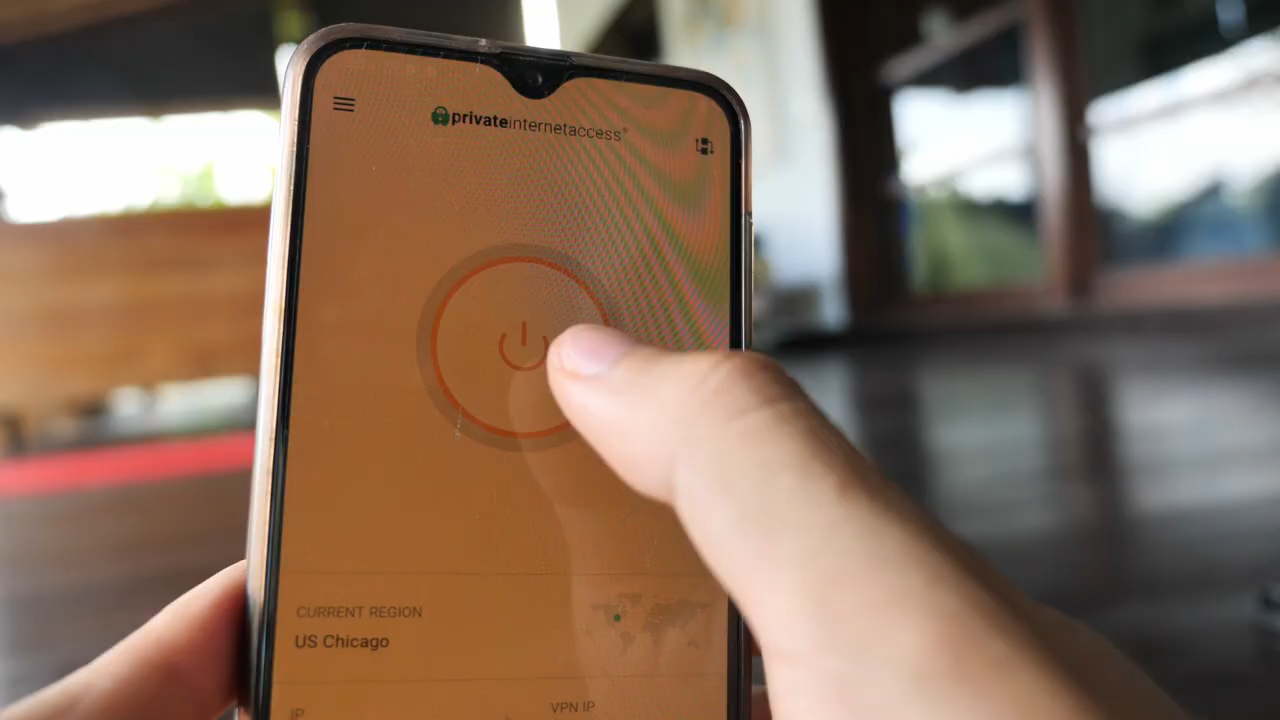 privateinternetaccess®
CURRENT REGION
US Chicago
IP
VPN IP